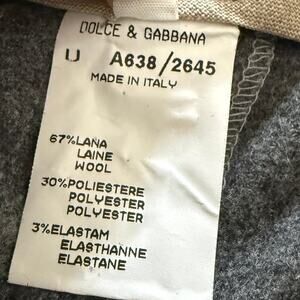 DOLCE & GABBANA
U A638/2645
MADE IN ITALY
67%LANA
LAINE
WOOL
30%POLIESTERE
POLYESTER
POLYESTER
3%ELASTAM
ELASTHANNE
ELASTANE